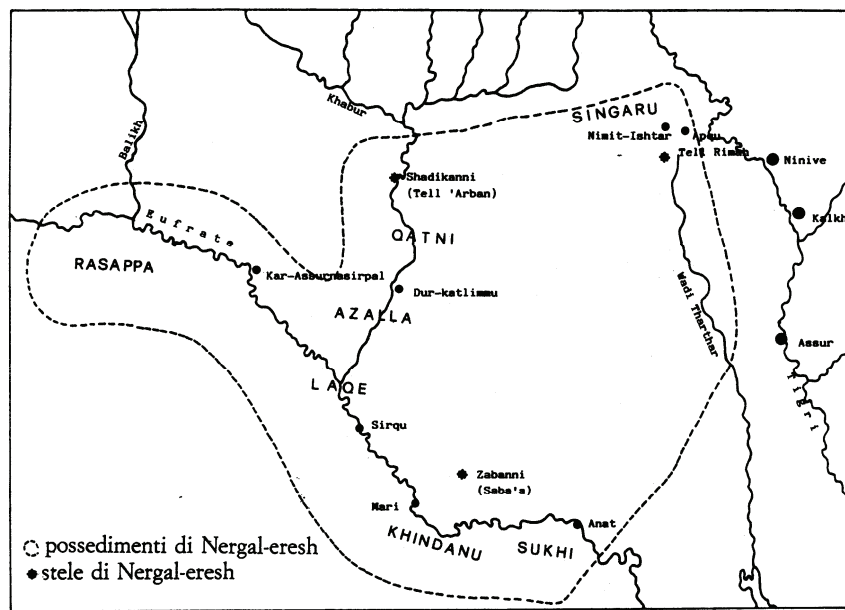 Khabur
Balikh
SINGARU
Nimit-Ishtar
Apqu
Tell Rimah
Ninive
Shadikanni
(Tell 'Arban)
Kalkh
Eufrate
QATNI
RASAPPA
Kar-Assurnasirpal
Dur-katlimmu
AZALLA
Wadi Tharthar
Assur
Tigri
LAQE
Sirqu
Zabanni
(Saba'a)
Mari
Anat
KHINDANU
SUKHI
possedimenti di Nergal-eresh
stele di Nergal-eresh